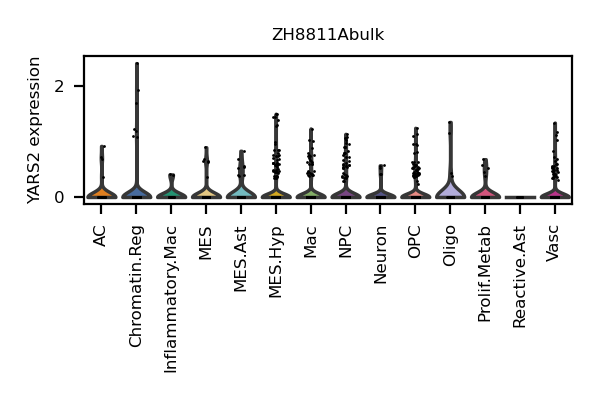 ZH8811Abulk
YARS2 expression
2
0
AC
Chromatin.Reg
Inflammatory.Mac
MES
MES.Ast
MES.Hyp
Mac
NPC
Neuron
OPC
Oligo
Prolif.Metab
Reactive.Ast
Vasc